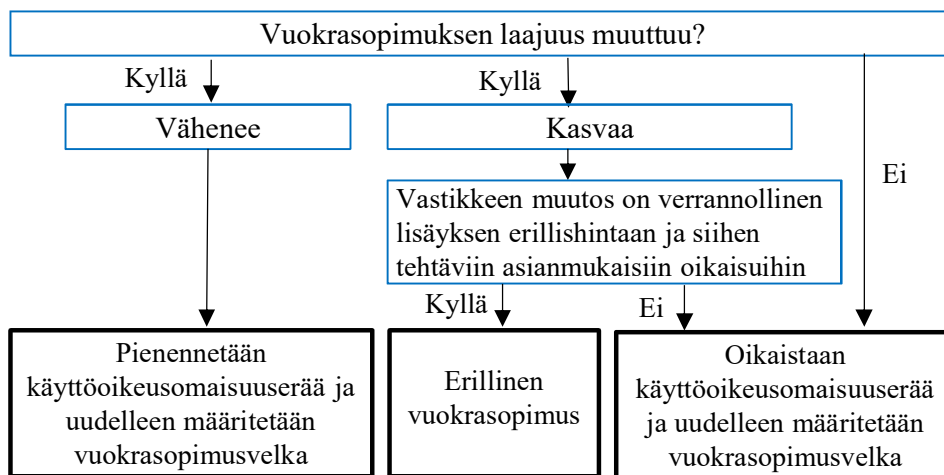 Vuokrasopimuksen laajuus muuttuu?
Kyllä
Kyllä
Vähenee
Kasvaa
Ei
Vastikkeen muutos on verrannollinen
lisäyksen erillishintaan ja siihen
tehtäviin asianmukaisiin oikaisuihin
Kyllä
Ei
Pienennetään
käyttöoikeusomaisuuserää ja
uudelleen määritetään
vuokrasopimusvelka
Erillinen
vuokrasopimus
Oikaistaan
käyttöoikeusomaisuuserää
ja uudelleen määritetään
vuokrasopimusvelka